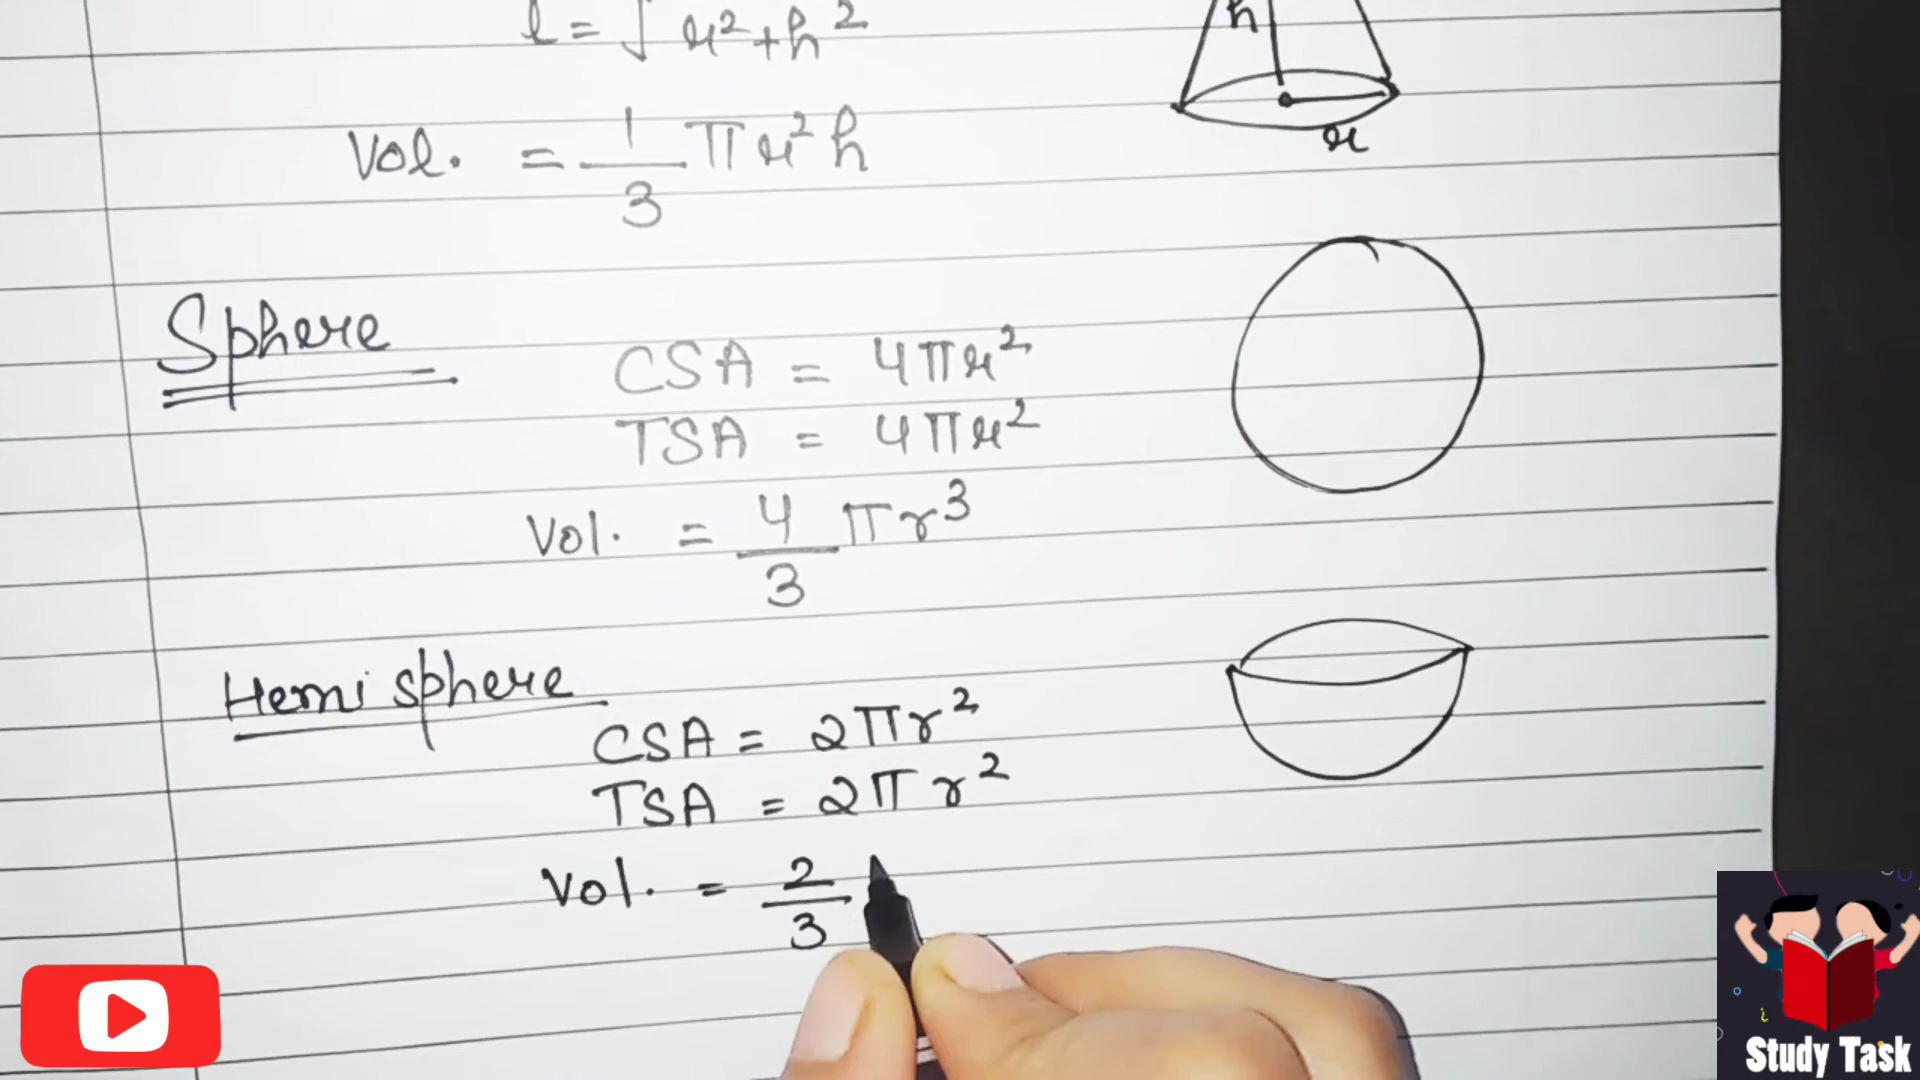 l = √r²+h²
h
Vol. = 1/3 πr²h
r
Sphere
CSA = 4πr²
TSA = 4πr²
Vol. = 4/3 πr³
Hemi sphere
CSA = 2πr²
TSA = 2πr²
Vol. = 2/3
Study Task